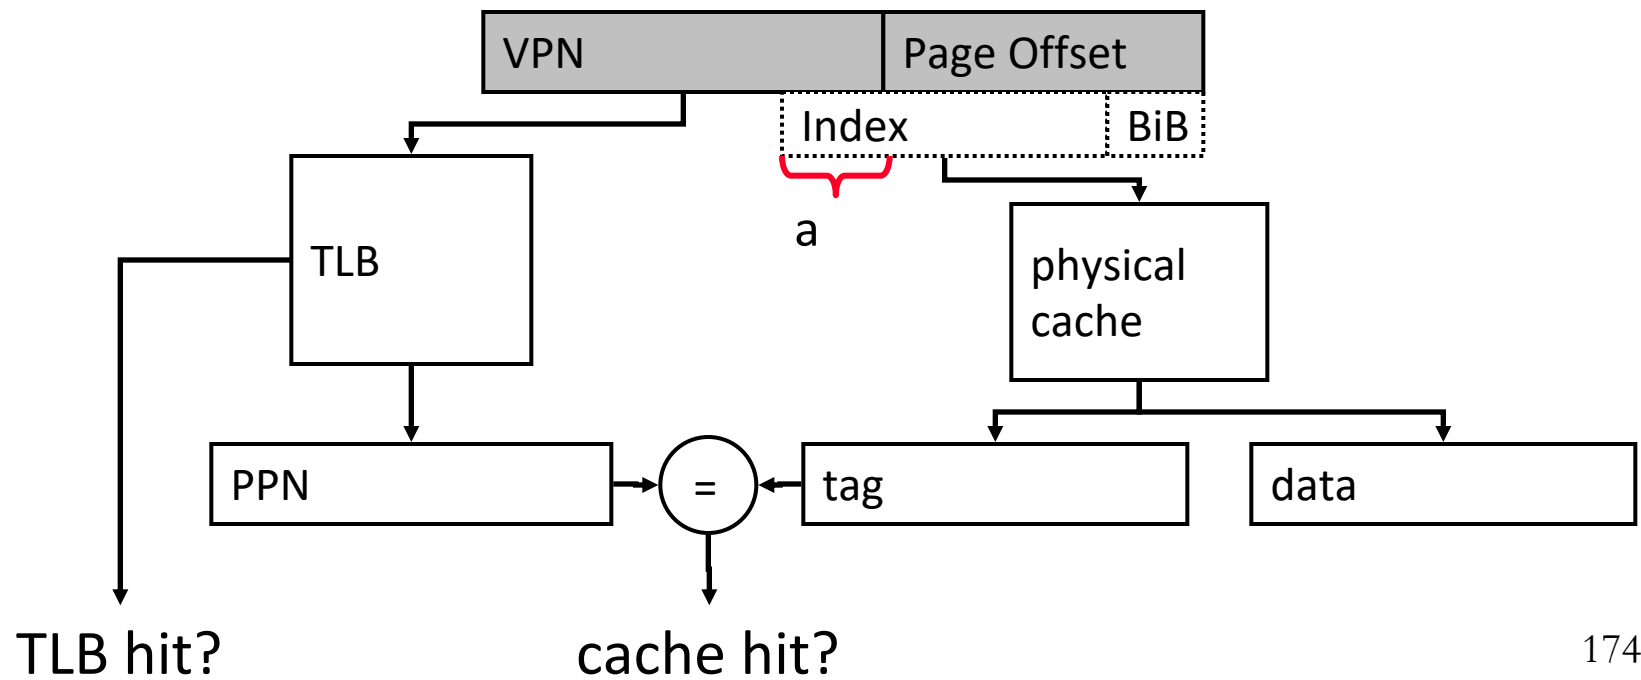 VPN
Page Offset
Index
BiB
a
TLB
physical
cache
PPN
=
tag
data
TLB hit?
cache hit?
174